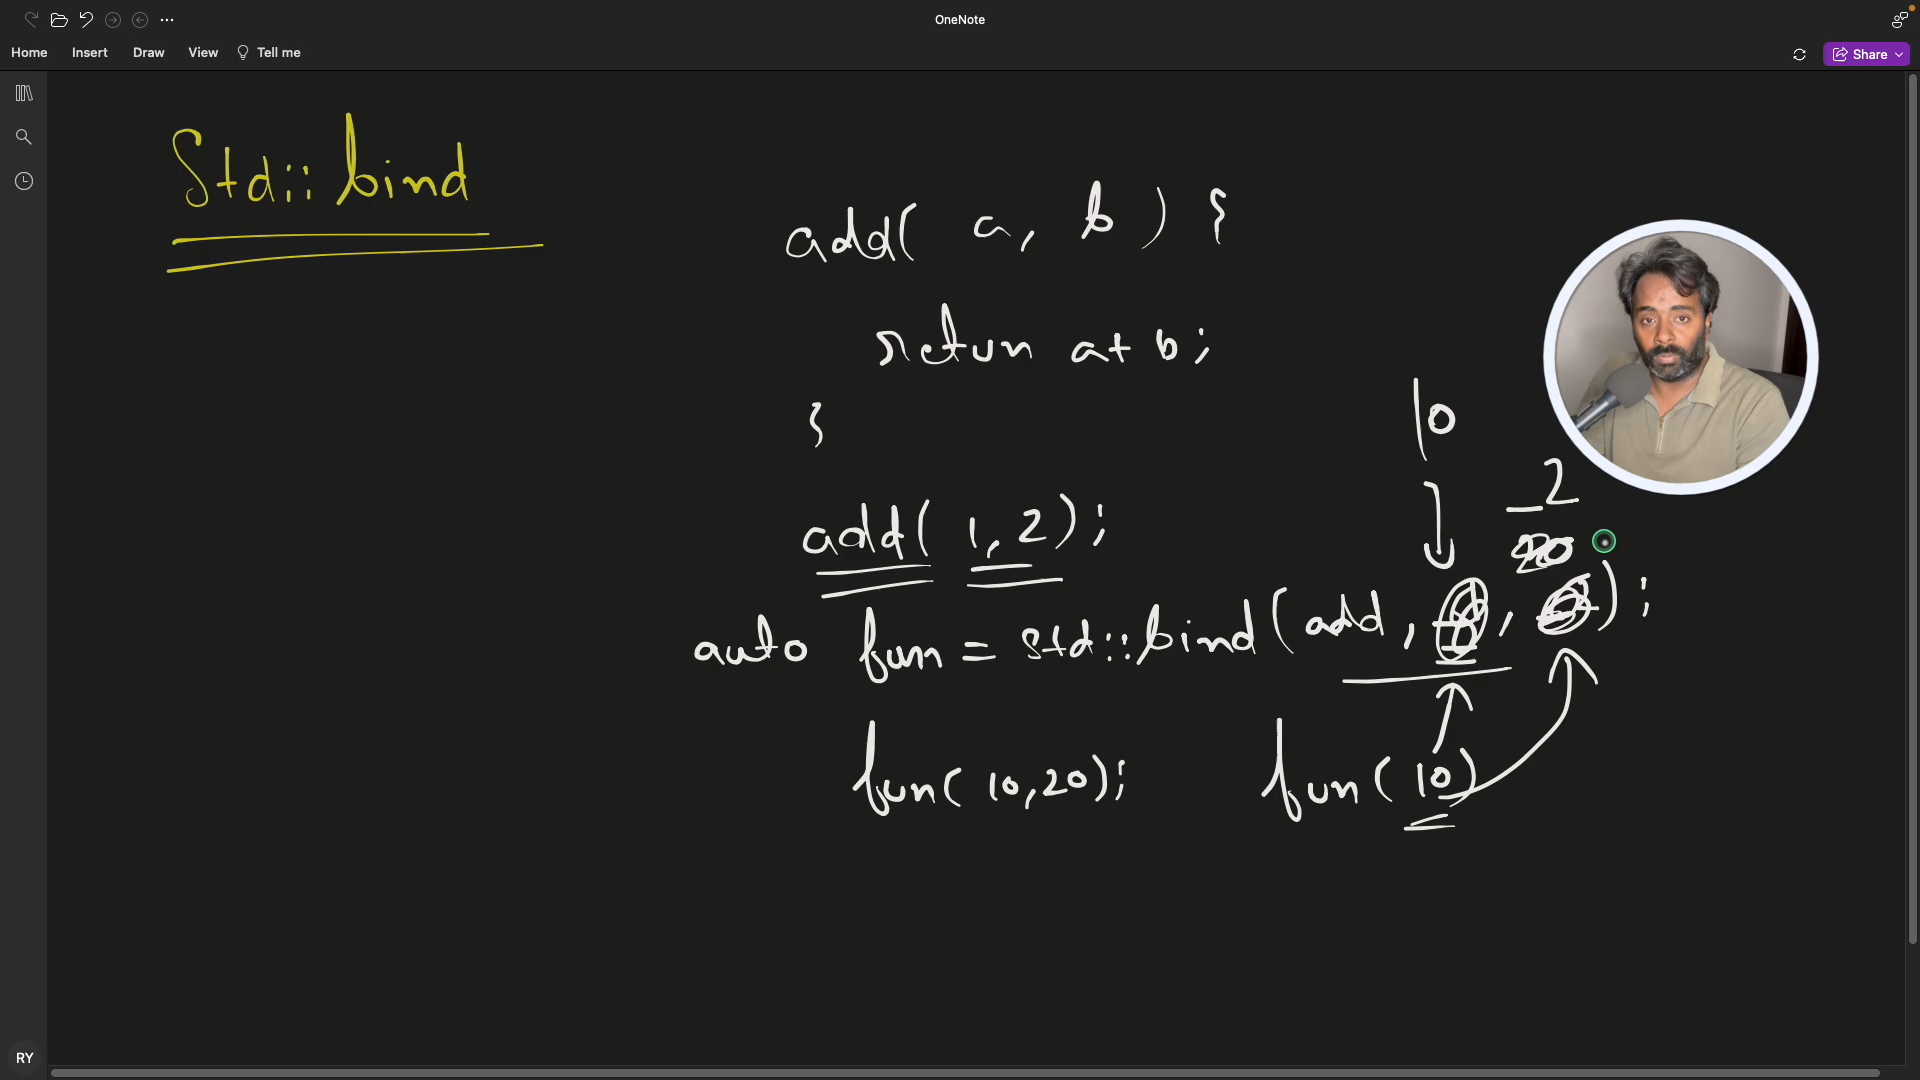 OneNote
Home Insert Draw View Tell me Share
Std:: bind
add( a, b ) {
return a+ b ;
}
10
add( 1, 2 ) ;
_2
auto fun = std::bind(add, , ) ;
fun( 10,20);
fun( 10)
RY